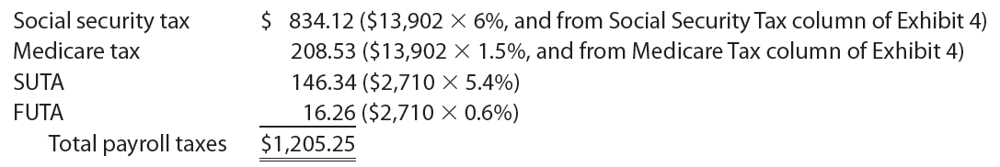 Social security tax $ 834.12 ($13,902 × 6%, and from Social Security Tax column of Exhibit 4)
Medicare tax 208.53 ($13,902 × 1.5%, and from Medicare Tax column of Exhibit 4)
SUTA 146.34 ($2,710 × 5.4%)
FUTA 16.26 ($2,710 × 0.6%)
Total payroll taxes $1,205.25